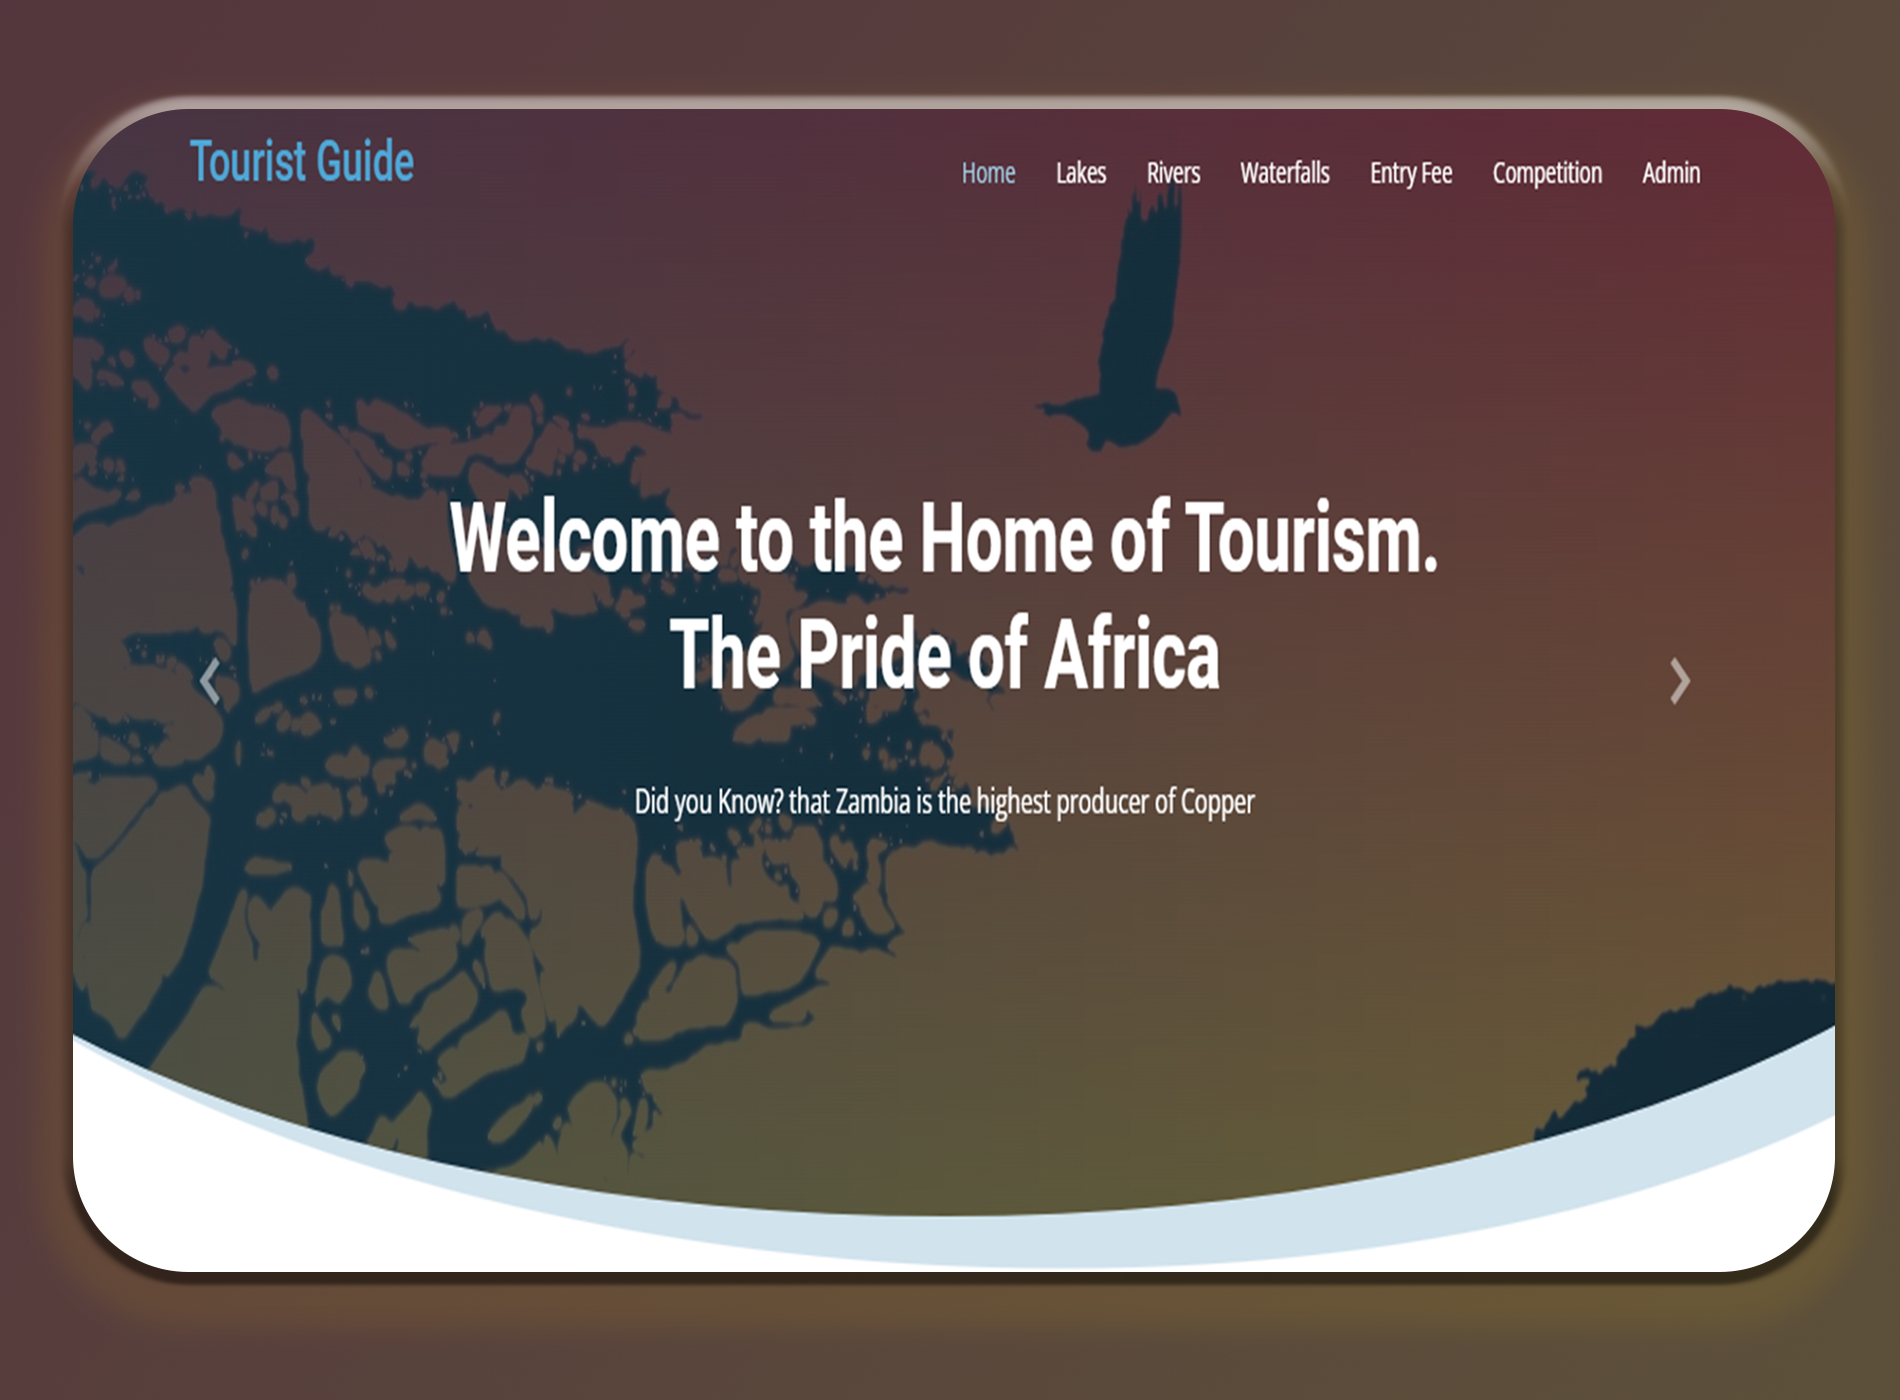 Tourist Guide
Home Lakes Rivers Waterfalls Entry Fee Competition Admin
Welcome to the Home of Tourism.
The Pride of Africa
Did you Know? that Zambia is the highest producer of Copper